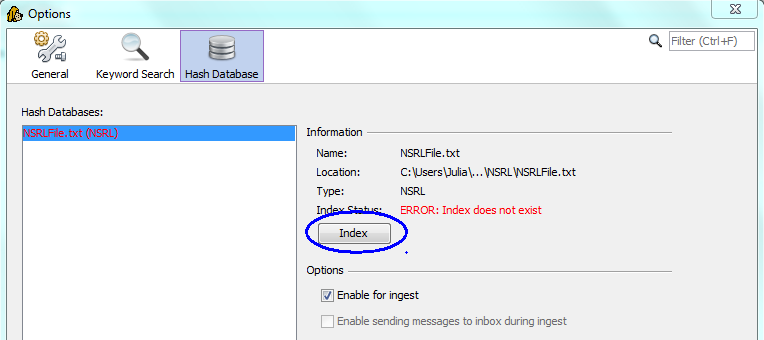 Options
General
Keyword Search
Hash Database
Filter (Ctrl+F)
Hash Databases:
NSRLFile.txt (NSRL)
Information
Name: NSRLFile.txt
Location: C:\Users\Julia\...\NSRL\NSRLFile.txt
Type: NSRL
Index Status: ERROR: Index does not exist
Index
Options
Enable for ingest
Enable sending messages to inbox during ingest